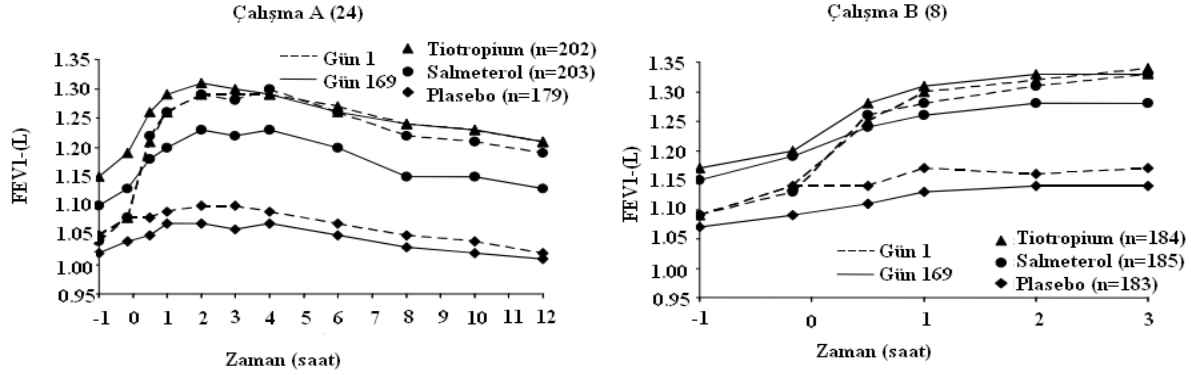 Çalışma A (24)
FEV1-(L)
1.35
1.30
1.25
1.20
1.15
1.10
1.05
1.00
0.95
-1 0 1 2 3 4 5 6 7 8 9 10 11 12
Zaman (saat)
Gün 1
Gün 169
Tiotropium (n=202)
Salmeterol (n=203)
Plasebo (n=179)
Çalışma B (8)
FEV1-(L)
1.35
1.30
1.25
1.20
1.15
1.10
1.05
1.00
0.95
-1 0 1 2 3
Zaman (saat)
Gün 1
Gün 169
Tiotropium (n=184)
Salmeterol (n=185)
Plasebo (n=183)